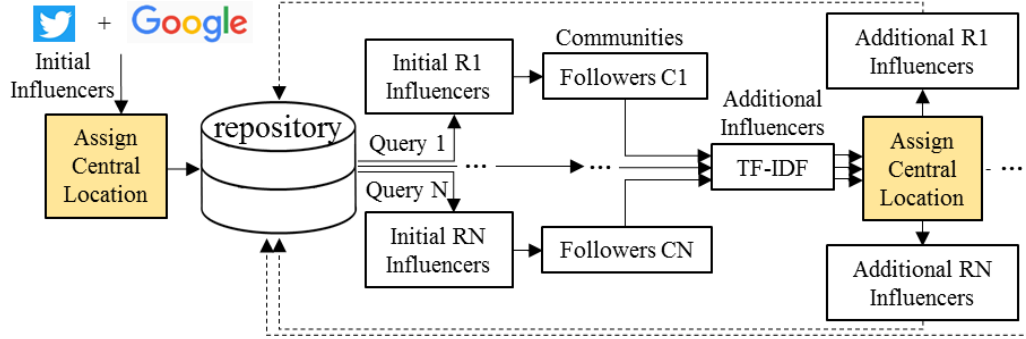 + Google
Initial
Influencers
Assign
Central
Location
repository
Query 1
Query N
...
Initial R1
Influencers
Initial RN
Influencers
Communities
Followers C1
...
Followers CN
Additional
Influencers
TF-IDF
Additional R1
Influencers
Assign
Central
Location
...
Additional RN
Influencers